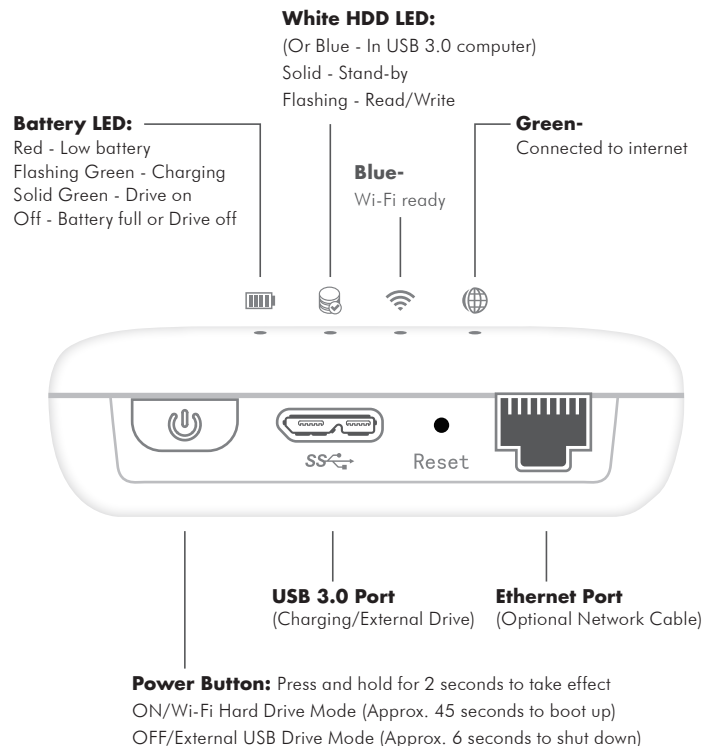 White HDD LED:
(Or Blue - In USB 3.0 computer)
Solid - Stand-by
Flashing - Read/Write
Battery LED:
Red - Low battery
Flashing Green - Charging
Solid Green - Drive on
Off - Battery full or Drive off
Blue-
Wi-Fi ready
Green-
Connected to internet
SS
Reset
USB 3.0 Port
(Charging/External Drive)
Ethernet Port
(Optional Network Cable)
Power Button: Press and hold for 2 seconds to take effect
ON/Wi-Fi Hard Drive Mode (Approx. 45 seconds to boot up)
OFF/External USB Drive Mode (Approx. 6 seconds to shut down)